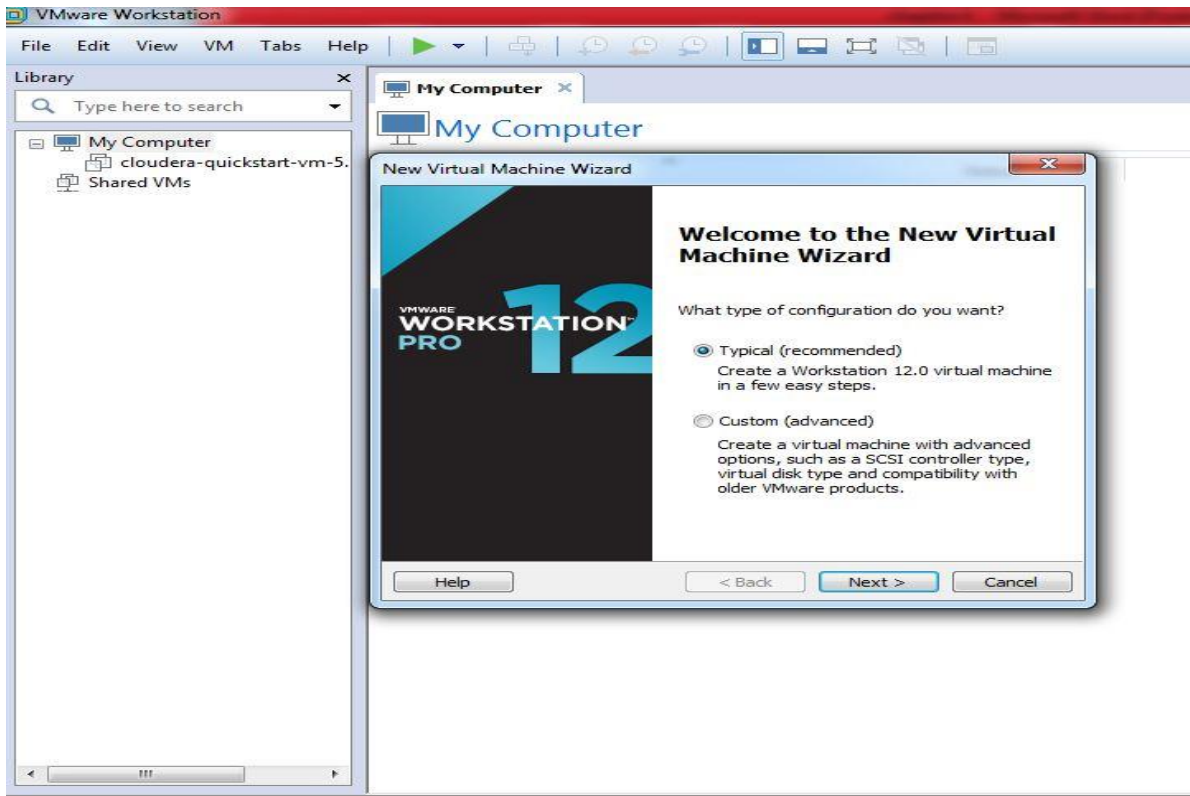 VMware Workstation
File Edit View VM Tabs Help
Library
Type here to search
My Computer
cloudera-quickstart-vm-5.
Shared VMs
My Computer
My Computer
New Virtual Machine Wizard
VMWARE
WORKSTATION™
PRO
12
Welcome to the New Virtual
Machine Wizard
What type of configuration do you want?
Typical (recommended)
Create a Workstation 12.0 virtual machine
in a few easy steps.
Custom (advanced)
Create a virtual machine with advanced
options, such as a SCSI controller type,
virtual disk type and compatibility with
older VMware products.
Help
< Back
Next >
Cancel